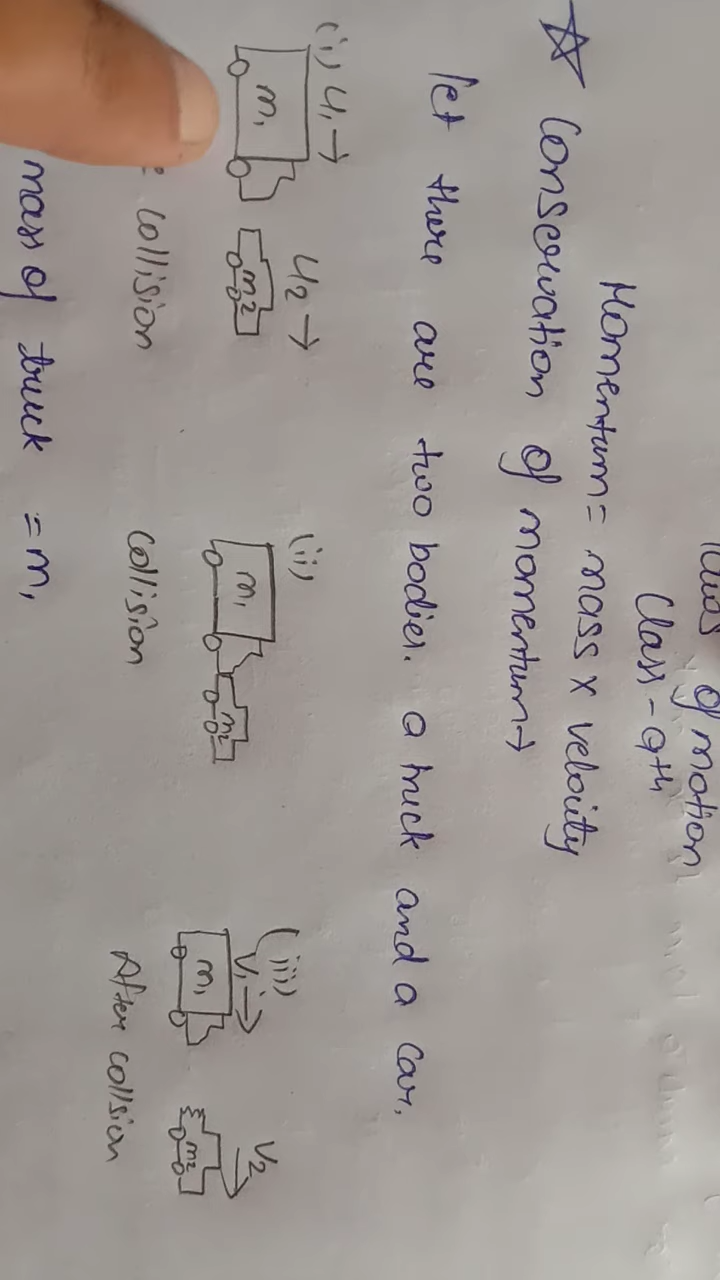 of motion
Class - 9th
Momentum = mass x velocity
☆ Conservation of momentum →
let there are two bodies. a truck and a car.
(i) (ii) (iii)
u₁ → u₂ → V₁ → V₂
m₁ m2 m₁ m2 m₁ m2
collision collision After collsion
mass of truck = m₁